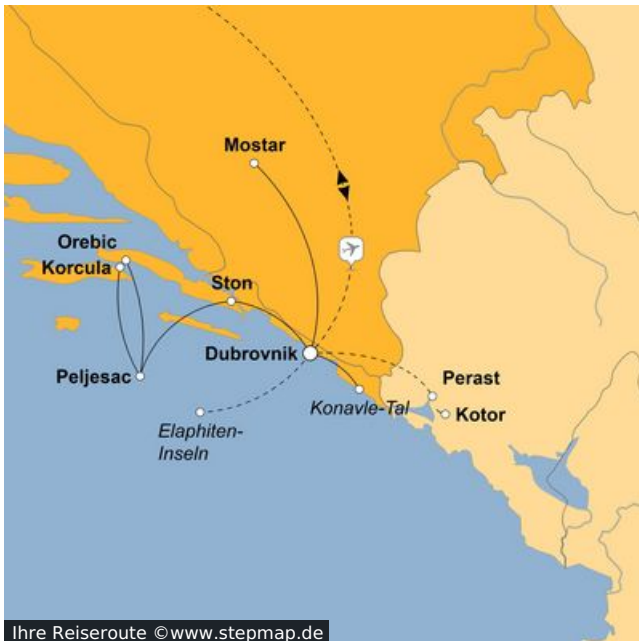 Mostar
Orebic
Korcula
Ston
Dubrovnik
Peljesac
Perast
Konavle-Tal
Kotor
Elaphiten-
Inseln
Ihre Reiseroute ©www.stepmap.de